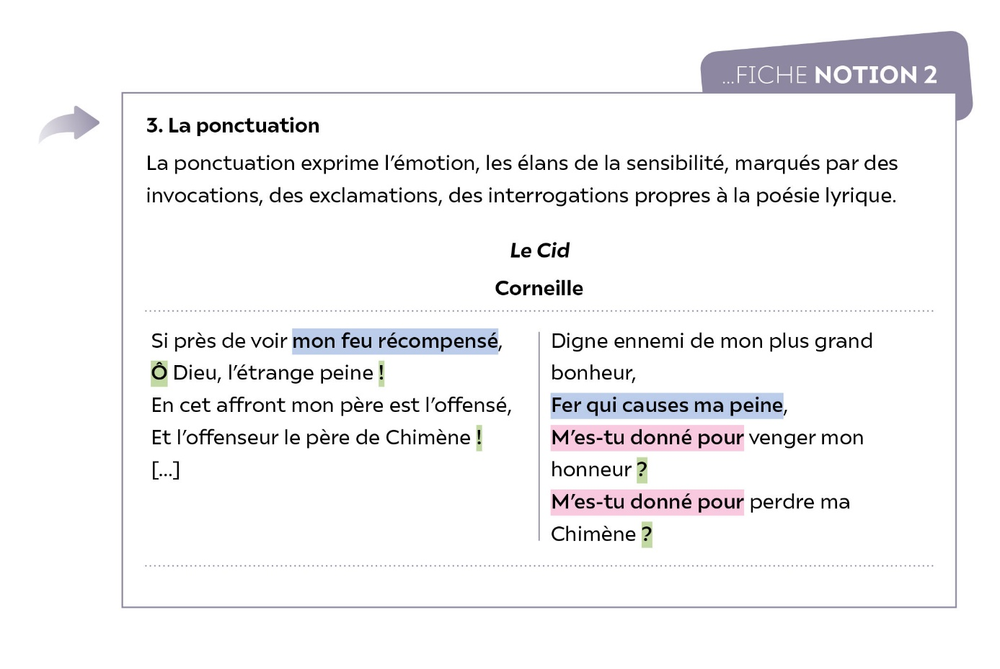 ...FICHE NOTION 2
3. La ponctuation
La ponctuation exprime l’émotion, les élans de la sensibilité, marqués par des
invocations, des exclamations, des interrogations propres à la poésie lyrique.
Le Cid
Corneille
Si près de voir mon feu récompensé,
Ô Dieu, l’étrange peine !
En cet affront mon père est l’offensé,
Et l’offenseur le père de Chimène !
[...]
Digne ennemi de mon plus grand
bonheur,
Fer qui causes ma peine,
M’es-tu donné pour venger mon
honneur ?
M’es-tu donné pour perdre ma
Chimène ?